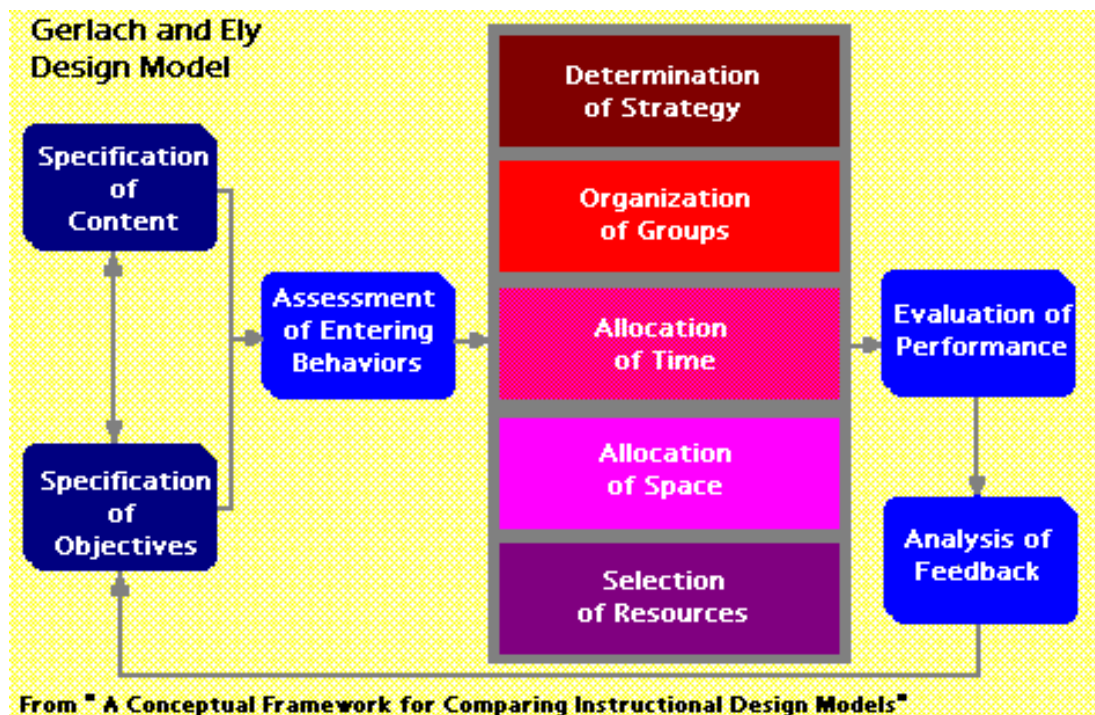 Gerlach and Ely
Design Model
Specification
of
Content
Specification
of
Objectives
Assessment
of Entering
Behaviors
Determination
of Strategy
Organization
of Groups
Allocation
of Time
Allocation
of Space
Selection
of Resources
Evaluation of
Performance
Analysis of
Feedback
From " A Conceptual Framework for Comparing Instructional Design Models"